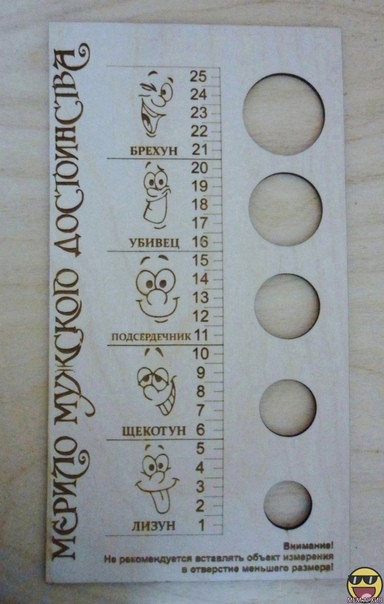 МЕРИЛО МУЖСКОГО ДОСТОИНСТВА
25
24
23
22
БРЕХУН 21
20
19
18
17
УБИВЕЦ 16
15
14
13
12
ПОДСЕРДЕЧНИК 11
10
9
8
7
ЩЕКОТУН 6
5
4
3
2
ЛИЗУН 1
Внимание!
Не рекомендуется вставлять объект измерения
в отверстие меньшего размера!